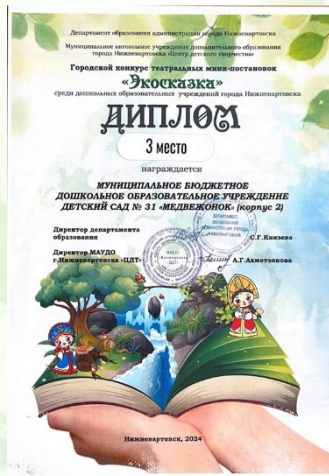 Департамент образования администрации города Нижневартовска
Муниципальное автономное учреждение дополнительного образования
города Нижневартовска «Центр детского творчества»
Городской конкурс театральных мини-постановок
«Экосказка»
среди дошкольных образовательных учреждений города Нижневартовска
ДИПЛОМ
3 место
награждается
МУНИЦИПАЛЬНОЕ БЮДЖЕТНОЕ
ДОШКОЛЬНОЕ ОБРАЗОВАТЕЛЬНОЕ УЧРЕЖДЕНИЕ
ДЕТСКИЙ САД № 31 «МЕДВЕЖОНОК» (корпус 2)
Директор департамента
образования
С.Г.Князева
Директор МАУДО
г.Нижневартовска «ЦДТ»
А.Г.Ахметзянова
Нижневартовск, 2024